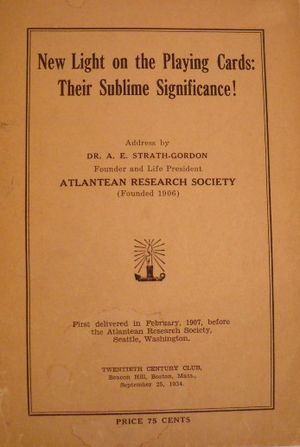 New Light on the Playing Cards:
Their Sublime Significance!
Address by
DR. A. E. STRATH-GORDON
Founder and Life President
ATLANTEAN RESEARCH SOCIETY
(Founded 1906)
First delivered in February, 1907, before
the Atlantean Research Society,
Seattle, Washington.
TWENTIETH CENTURY CLUB,
Beacon Hill, Boston, Mass.,
September 25, 1934.
PRICE 75 CENTS